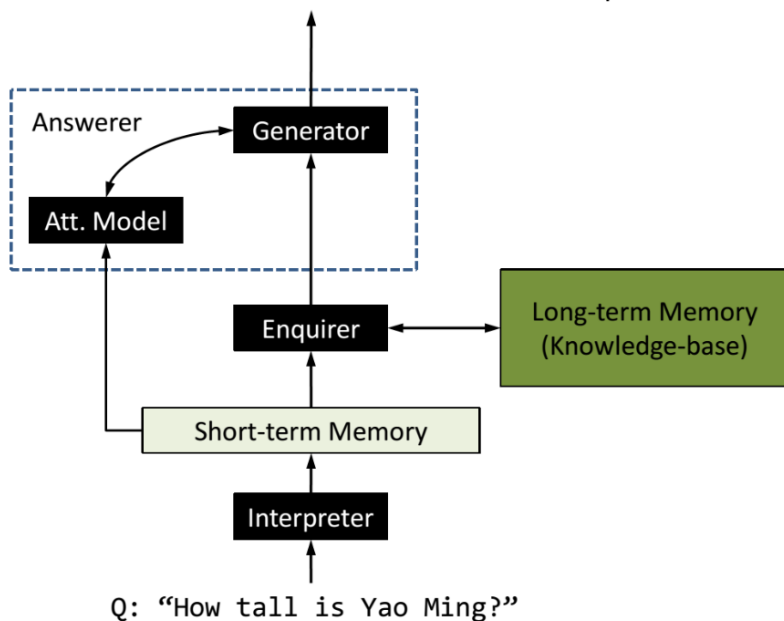 Answerer
Generator
Att. Model
Enquirer
Long-term Memory
(Knowledge-base)
Short-term Memory
Interpreter
Q: “How tall is Yao Ming?”